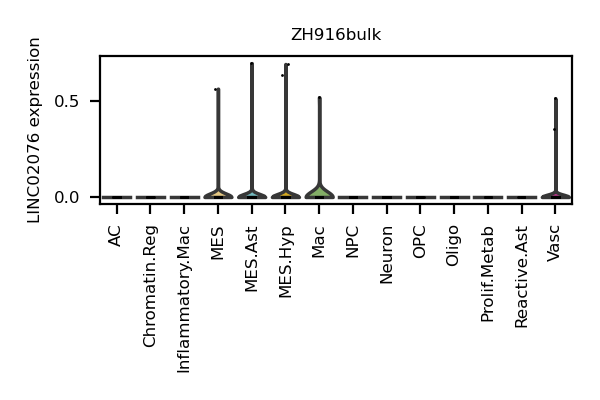 ZH916bulk
LINC02076 expression
0.5
0.0
AC
Chromatin.Reg
Inflammatory.Mac
MES
MES.Ast
MES.Hyp
Mac
NPC
Neuron
OPC
Oligo
Prolif.Metab
Reactive.Ast
Vasc